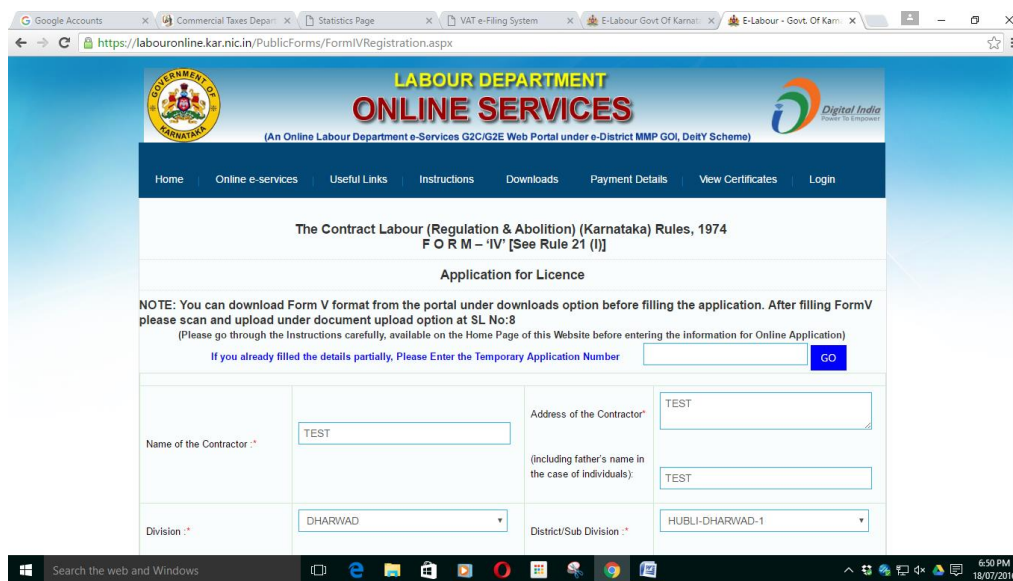 Google Accounts
Commercial Taxes Depart
Statistics Page
VAT e-Filing System
E-Labour Govt Of Karnat
E-Labour - Govt. Of Karn
https://labouronline.kar.nic.in/PublicForms/FormIVRegistration.aspx
GOVERNMENT OF
KARNATAKA
LABOUR DEPARTMENT
ONLINE SERVICES
(An Online Labour Department e-Services G2C/G2E Web Portal under e-District MMP GOI, DeitY Scheme)
Digital India
Power To Empower
Home Online e-services Useful Links Instructions Downloads Payment Details View Certificates Login
The Contract Labour (Regulation & Abolition) (Karnataka) Rules, 1974
F O R M – ‘IV’ [See Rule 21 (I)]
Application for Licence
NOTE: You can download Form V format from the portal under downloads option before filling the application. After filling FormV
please scan and upload under document upload option at SL No:8
(Please go through the Instructions carefully, available on the Home Page of this Website before entering the information for Online Application)
If you already filled the details partially, Please Enter the Temporary Application Number GO
Name of the Contractor :*
TEST
Address of the Contractor*
TEST
(including father's name in
the case of individuals):
TEST
Division :*
DHARWAD
District/Sub Division :*
HUBLI-DHARWAD-1
Search the web and Windows
6:50 PM
18/07/2016